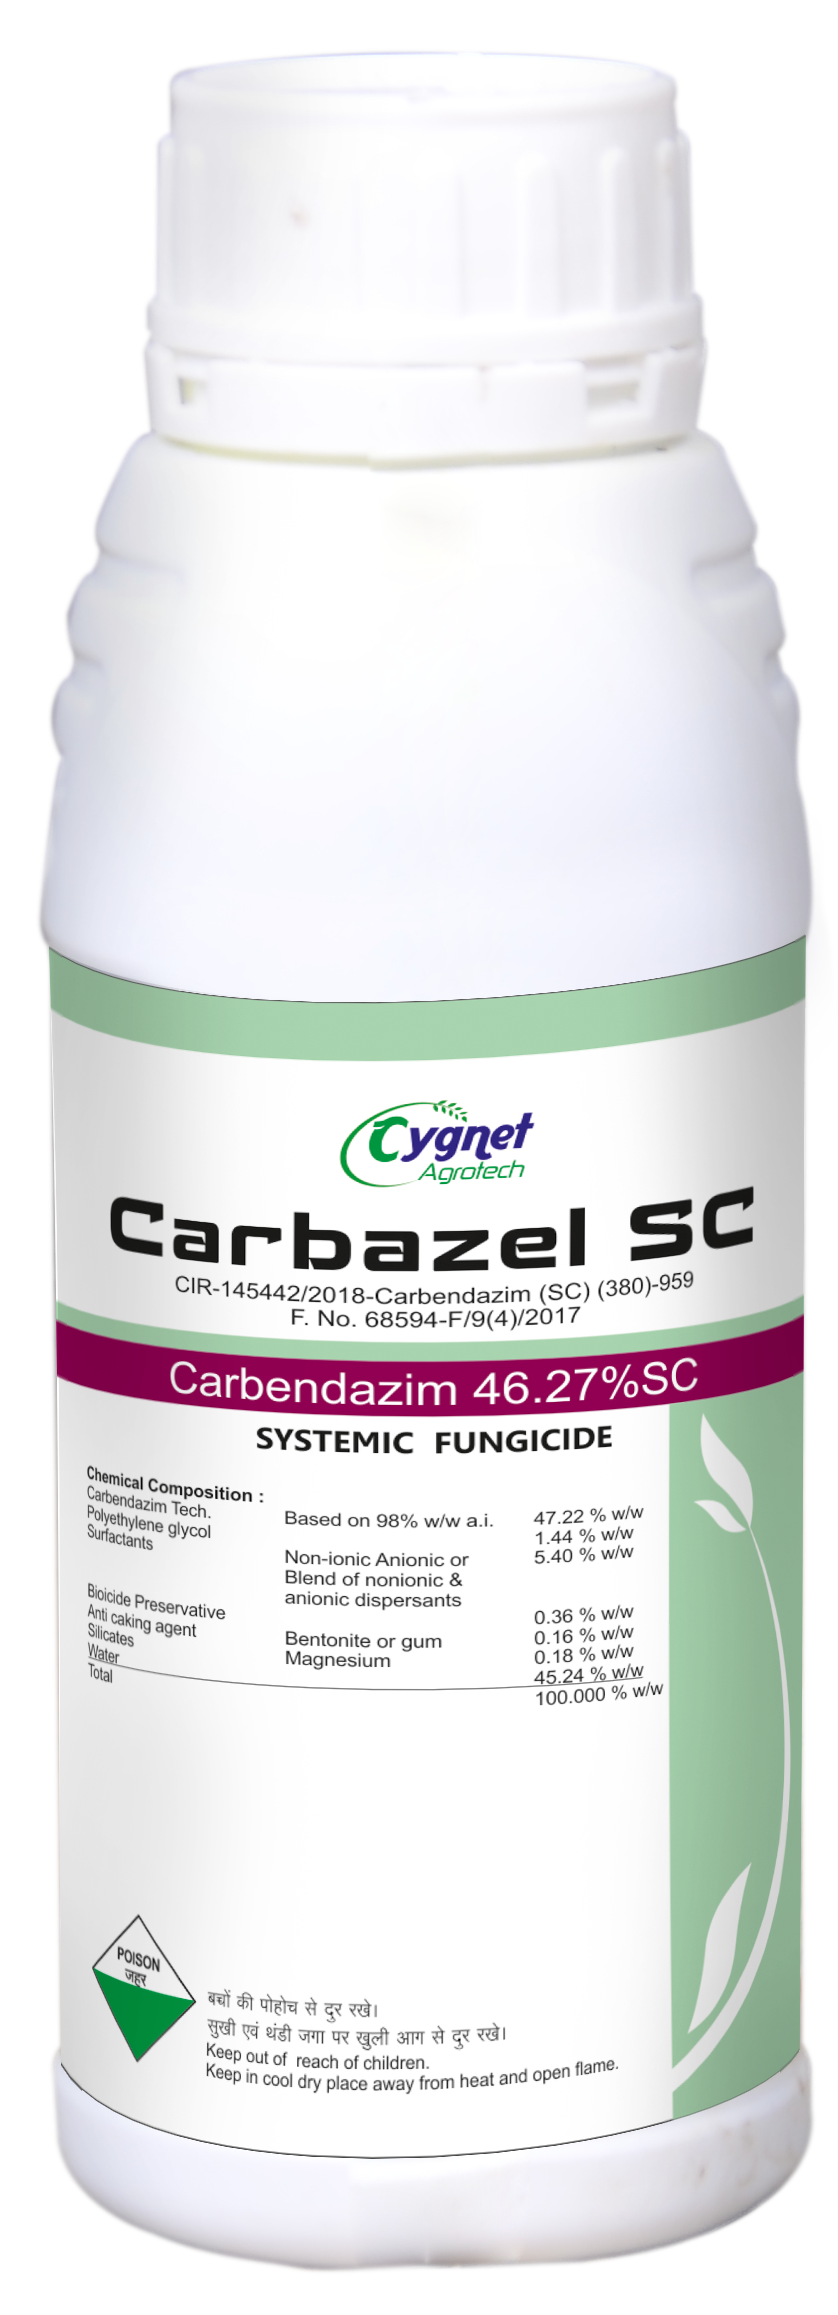 Cygnet
Agrotech
Carbazel SC
CIR-145442/2018-Carbendazim (SC) (380)-959
F. No. 68594-F/9(4)/2017
Carbendazim 46.27%SC
SYSTEMIC FUNGICIDE
Chemical Composition :
Carbendazim Tech. Based on 98% w/w a.i. 47.22 % w/w
Polyethylene glycol 1.44 % w/w
Surfactants Non-ionic Anionic or 5.40 % w/w
Blend of nonionic &
anionic dispersants
Bioicide Preservative 0.36 % w/w
Anti caking agent Bentonite or gum 0.16 % w/w
Silicates Magnesium 0.18 % w/w
Water 45.24 % w/w
Total 100.000 % w/w
POISON
जहर
बचों की पोहोच से दुर रखे।
सुखी एवं थंडी जगा पर खुली आग से दुर रखे।
Keep out of reach of children.
Keep in cool dry place away from heat and open flame.